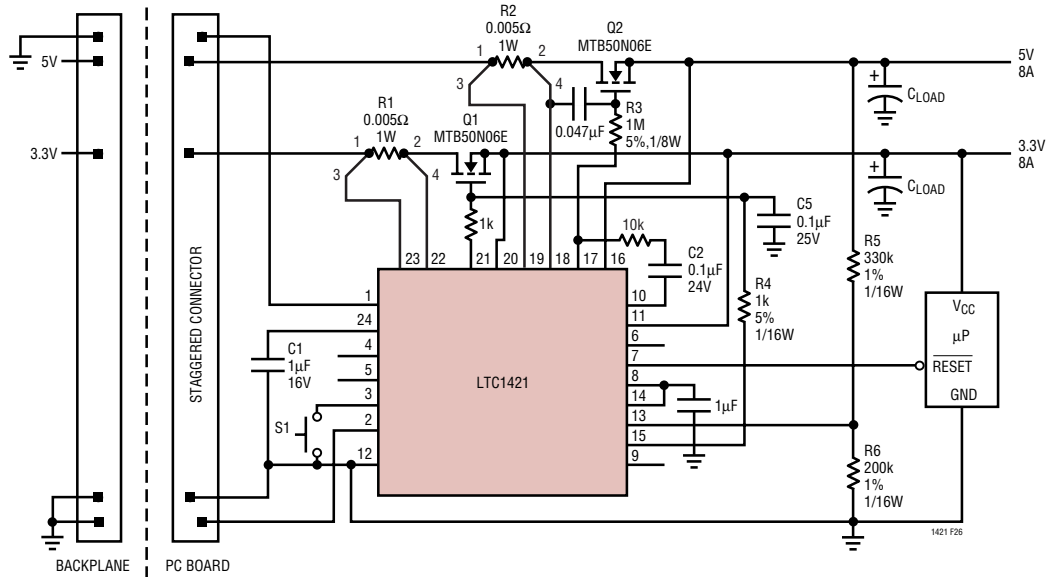 R2
0.005Ω
1W
Q2
MTB50N06E
1
2
3
4
5V
8A
+
CLOAD
5V
R1
0.005Ω
1W
Q1
MTB50N06E
0.047µF
R3
1M
5%,1/8W
3.3V
1
2
3
4
3.3V
8A
+
CLOAD
1k
10k
C5
0.1µF
25V
C2
0.1µF
24V
R4
1k
5%
1/16W
R5
330k
1%
1/16W
23
22
21
20
19
18
17
16
STAGGERED CONNECTOR
1
24
4
5
3
2
12
C1
1µF
16V
S1
LTC1421
10
11
6
7
8
14
13
15
9
1µF
VCC
µP
RESET
GND
R6
200k
1%
1/16W
1421 F26
BACKPLANE
PC BOARD